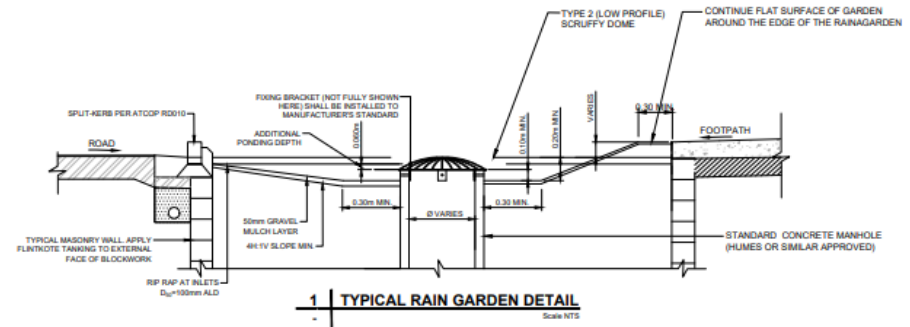 TYPE 2 (LOW PROFILE)
SCRUFFY DOME
CONTINUE FLAT SURFACE OF GARDEN
AROUND THE EDGE OF THE RAINAGARDEN
FIXING BRACKET (NOT FULLY SHOWN
HERE) SHALL BE INSTALLED TO
MANUFACTURER'S STANDARD
SPLIT-KERB PER ATCOP RD010
ADDITIONAL
PONDING DEPTH
0.060m
0.10m MIN.
0.20m MIN.
VARIES
0.30 MIN.
ROAD
FOOTPATH
0.30m MIN.
Ø VARIES
0.30 MIN.
50mm GRAVEL
MULCH LAYER
4H:1V SLOPE MIN.
TYPICAL MASONRY WALL. APPLY
FLINTKOTE TANKING TO EXTERNAL
FACE OF BLOCKWORK
STANDARD CONCRETE MANHOLE
(HUMES OR SIMILAR APPROVED)
RIP RAP AT INLETS
D50=100mm ALD
1 TYPICAL RAIN GARDEN DETAIL
- Scale NTS